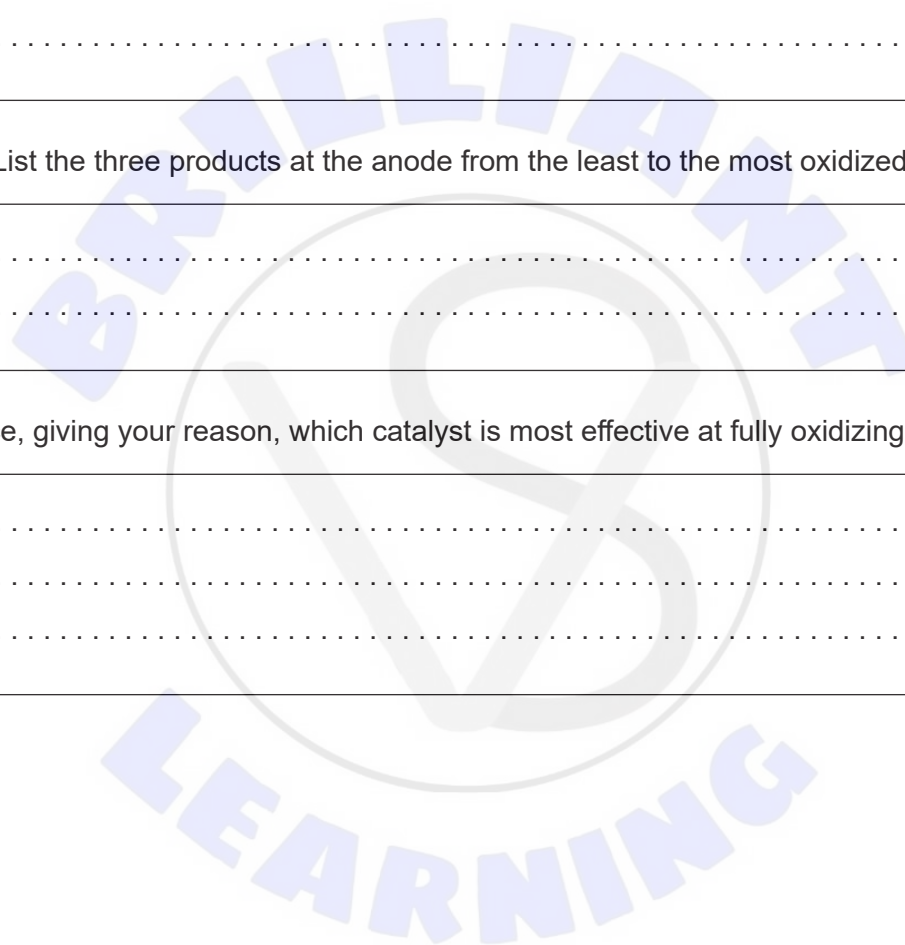 List the three products at the anode from the least to the most oxidized
e, giving your reason, which catalyst is most effective at fully oxidizing
BRILLIANT
VS
LEARNING